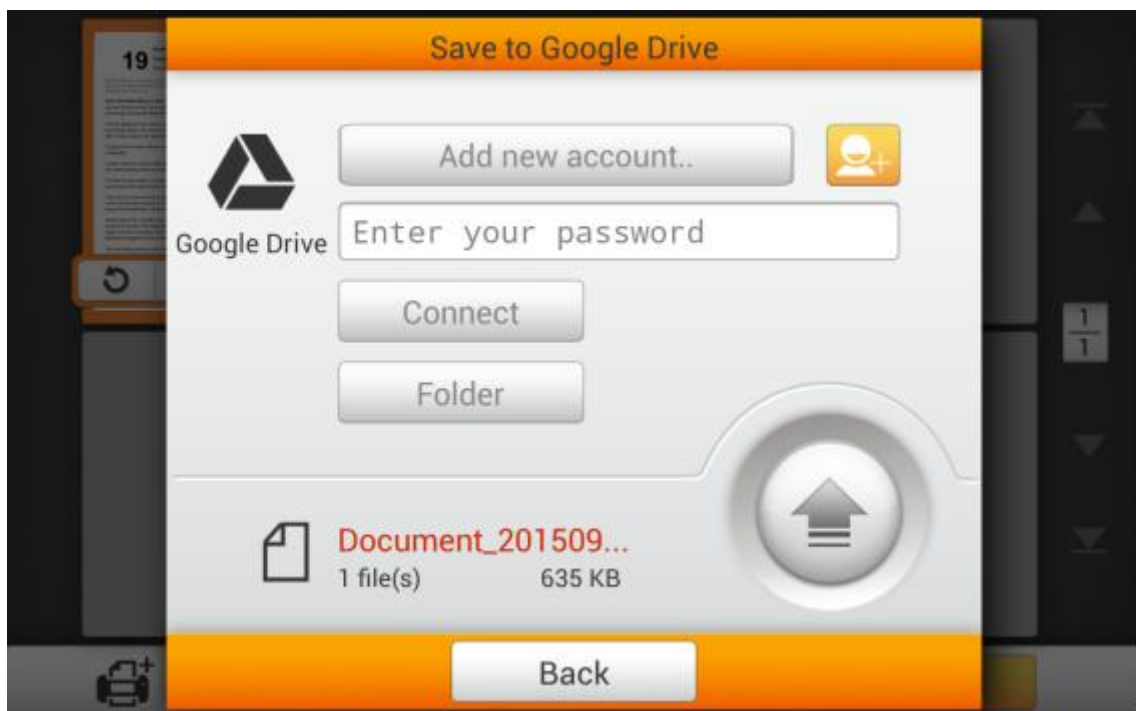 Save to Google Drive
19
Add new account..
Google Drive
Enter your password
Connect
1
1
Folder
Document_201509...
1 file(s) 635 KB
Back